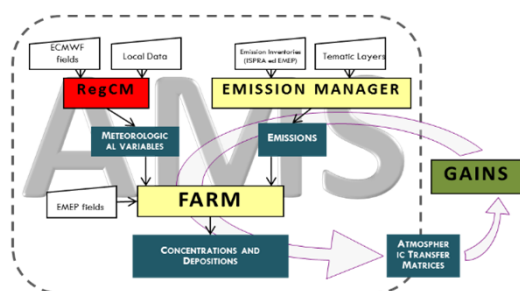 ECMWF
fields
Local Data
Emission Inventories
(ISPRA and EMEP)
Tematic Layers
RegCM
EMISSION MANAGER
METEOROLOGIC
AL VARIABLES
EMISSIONS
AMS
GAINS
EMEP fields
FARM
CONCENTRATIONS AND
DEPOSITIONS
ATMOSPHER
IC TRANSFER
MATRICES